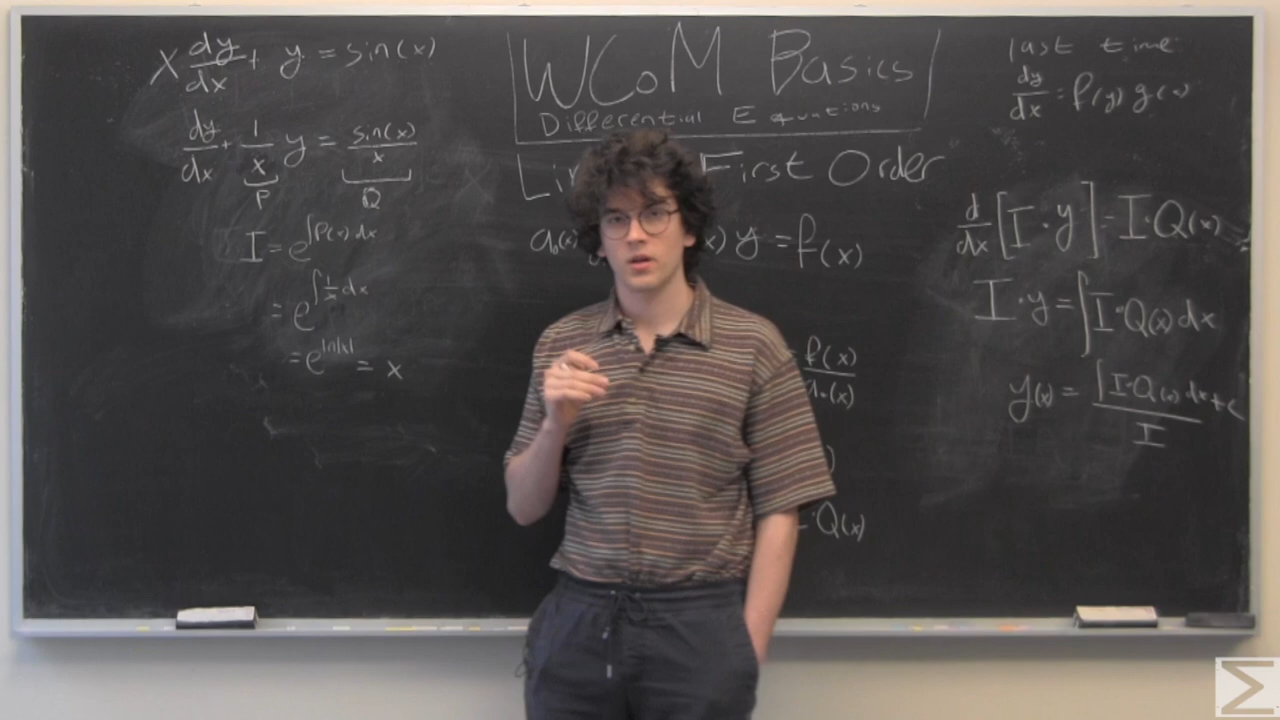 x dy/dx + y = sin(x)
dy/dx + 1/x y = sin(x)/x
P Q
I = e^∫P(x)dx
= e^∫1/x dx
= e^ln|x| = x
WCoM Basics
Differential Equations
First Order
a₀(x) y = f(x)
f(x)
(x)
· Q(x)
last time
dy/dx = f(y) g(x)
d/dx [I · y] = I · Q(x)
I · y = ∫I · Q(x) dx
y(x) = ∫I · Q(x) dx + c / I
Σ